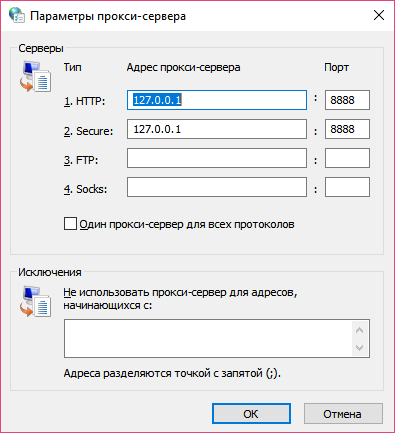 Параметры прокси-сервера
Серверы
Тип Адрес прокси-сервера Порт
1. HTTP: 127.0.0.1 : 8888
2. Secure: 127.0.0.1 : 8888
3. FTP: :
4. Socks: :
Один прокси-сервер для всех протоколов
Исключения
Не использовать прокси-сервер для адресов,
начинающихся с:
Адреса разделяются точкой с запятой (;).
ОК Отмена